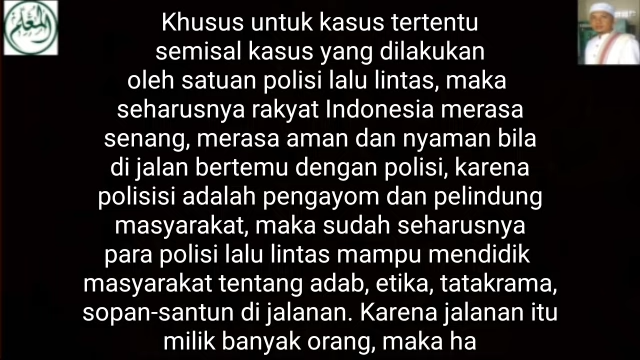 Khusus untuk kasus tertentu
semisal kasus yang dilakukan
oleh satuan polisi lalu lintas, maka
seharusnya rakyat Indonesia merasa
senang, merasa aman dan nyaman bila
di jalan bertemu dengan polisi, karena
polisisi adalah pengayom dan pelindung
masyarakat, maka sudah seharusnya
para polisi lalu lintas mampu mendidik
masyarakat tentang adab, etika, tatakrama,
sopan-santun di jalanan. Karena jalanan itu
milik banyak orang, maka ha